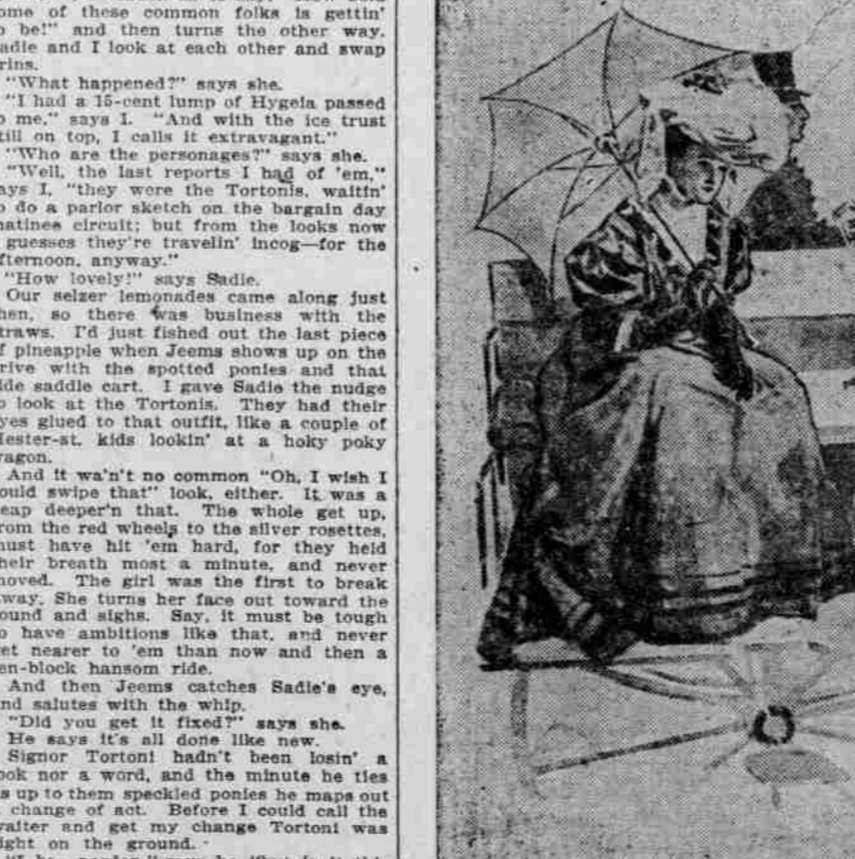 ome of these common folks is gettin'
o be!" and then turns the other way.
adie and I look at each other and swap
rins.
"What happened?" says she.
"I had a 15-cent lump of Hygeia passed
o me," says I. "And with the ice trust
till on top, I calls it extravagant."
"Who are the personages?" says she.
"Well, the last reports I had of 'em,"
ays I, "they were the Tortonis, waitin'
o do a parlor sketch on the bargain day
matinee circuit; but from the looks now
guesses they're travelin' incog—for the
fternoon, anyway."
"How lovely!" says Sadie.
Our selzer lemonades came along just
hen, so there was business with the
traws. I'd just fished out the last piece
f pineapple when Jeems shows up on the
rive with the spotted ponies and that
ide saddle cart. I gave Sadie the nudge
o look at the Tortonis. They had their
yes glued to that outfit, like a couple of
Hester-st. kids lookin' at a hoky poky
agon.
And it wa'n't no common "Oh, I wish I
ould swipe that" look, either. It was a
eap deeper'n that. The whole get up,
rom the red wheels to the silver rosettes,
must have hit 'em hard, for they held
heir breath most a minute, and never
moved. The girl was the first to break
way. She turns her face out toward the
ound and sighs. Say, it must be tough
o have ambitions like that, and never
et nearer to 'em than now and then a
en-block hansom ride.
And then Jeems catches Sadie's eye,
nd salutes with the whip.
"Did you get it fixed?" says she.
He says it's all done like new.
Signor Tortoni hadn't been losin' a
ook nor a word, and the minute he ties
s up to them speckled ponies he maps out
change of act. Before I could call the
waiter and get my change Tortoni was
ight on the ground.